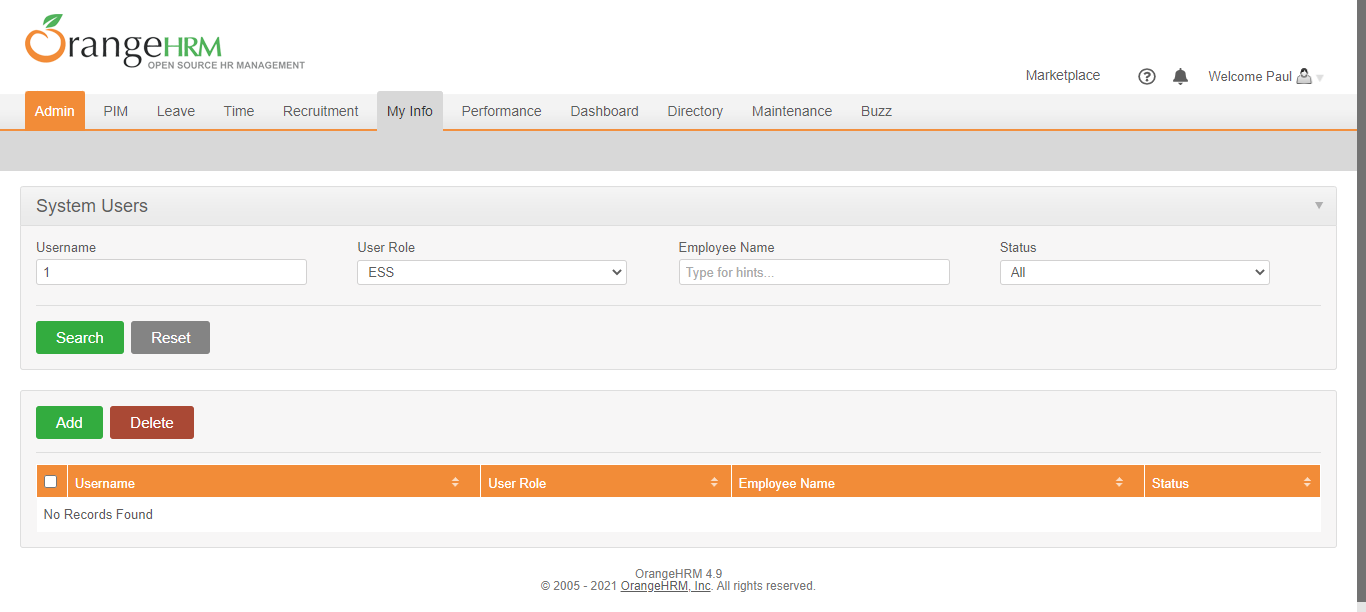 OrangeHRM
OPEN SOURCE HR MANAGEMENT
Marketplace Welcome Paul
Admin PIM Leave Time Recruitment My Info Performance Dashboard Directory Maintenance Buzz
System Users
Username User Role Employee Name Status
1 ESS Type for hints... All
Search Reset
Add Delete
Username User Role Employee Name Status
No Records Found
OrangeHRM 4.9
© 2005 - 2021 OrangeHRM, Inc. All rights reserved.